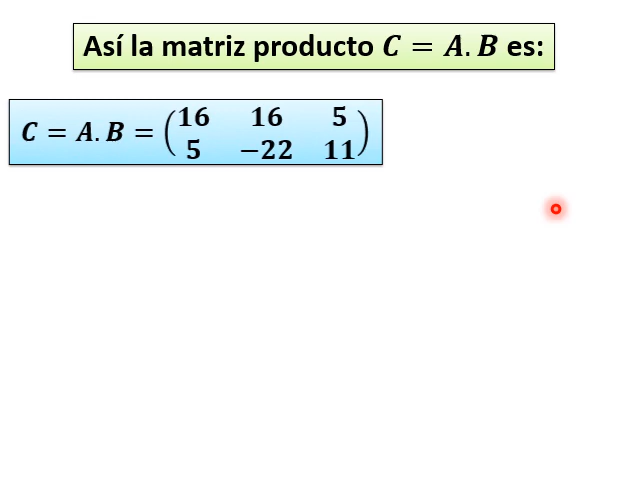 Así la matriz producto C = A.B es:
C = A.B = (16 16 5
5 −22 11)